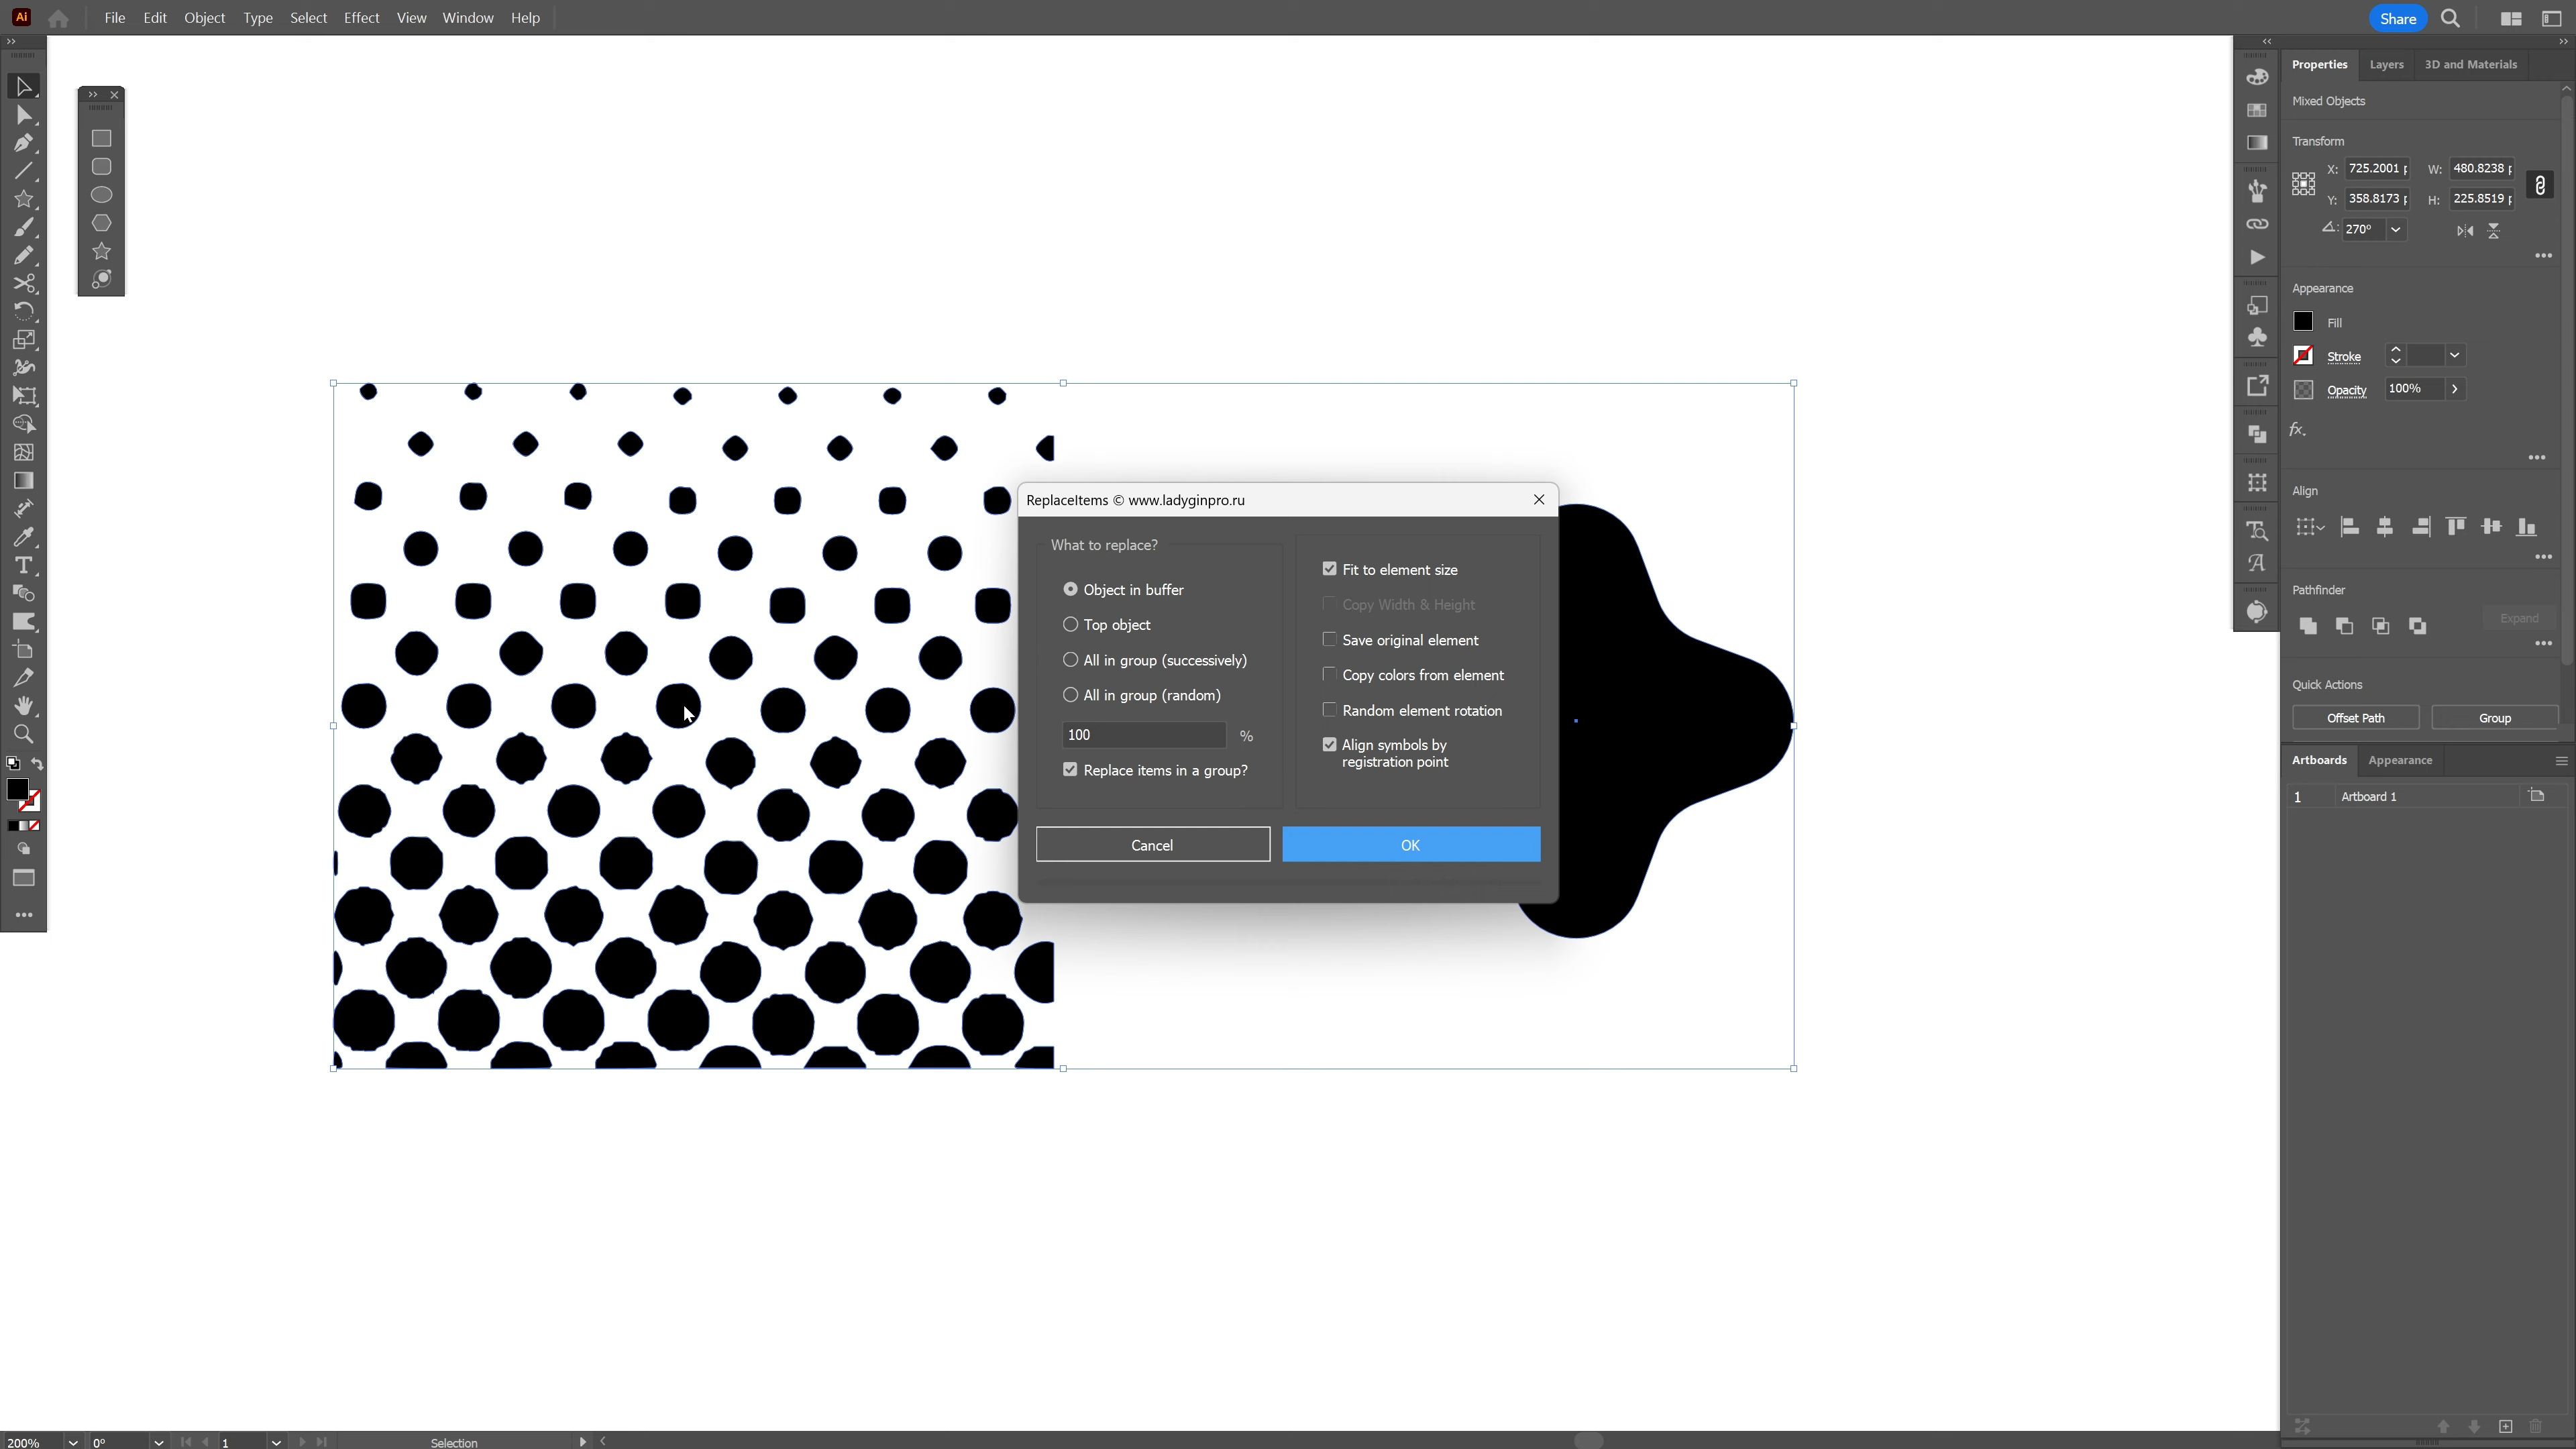 Ai File Edit Object Type Select Effect View Window Help Share
Properties Layers 3D and Materials
Mixed Objects
Transform
X: 725.2001 W: 480.8238
Y: 358.8173 H: 225.8519
270°
Appearance
Fill
Stroke
Opacity 100%
fx.
Align
Pathfinder
Expand
Quick Actions
Offset Path Group
Artboards Appearance
1 Artboard 1
ReplaceItems © www.ladyginpro.ru
What to replace?
Object in buffer
Top object
All in group (successively)
All in group (random)
100 %
Replace items in a group?
Fit to element size
Copy Width & Height
Save original element
Copy colors from element
Random element rotation
Align symbols by
registration point
Cancel OK
200% 0° 1 Selection